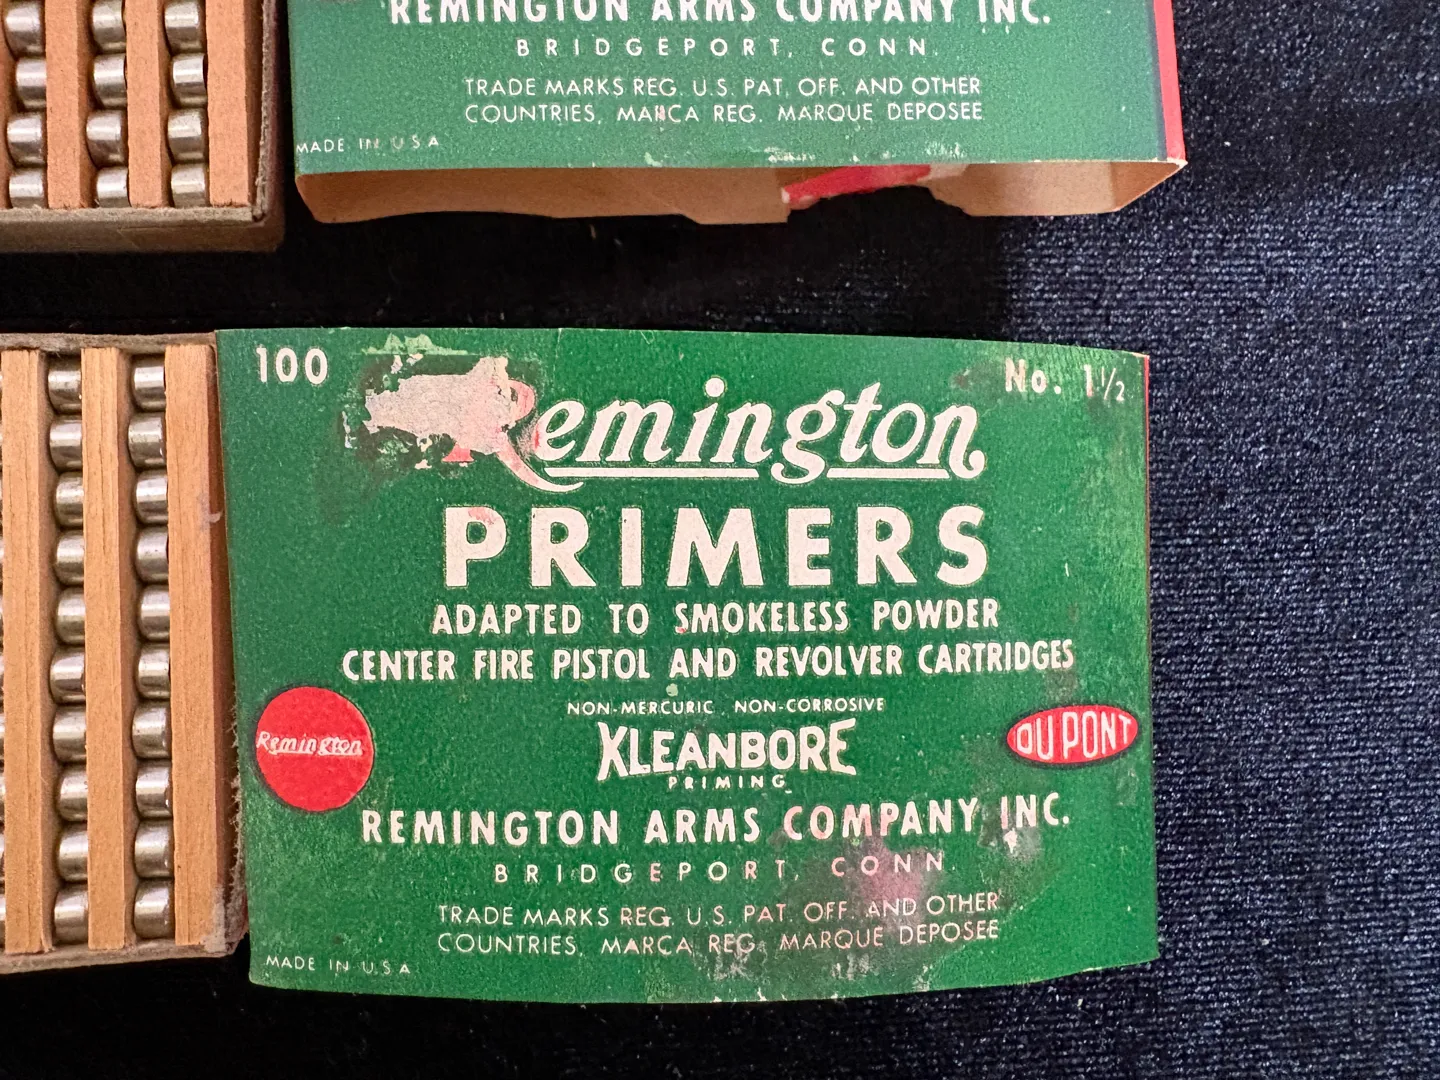 REMINGTON ARMS COMPANY INC.
BRIDGEPORT, CONN.
TRADE MARKS REG. U.S. PAT. OFF. AND OTHER
COUNTRIES, MARCA REG. MARQUE DEPOSEE
MADE IN U.S.A
100
No. 1½
Remington
PRIMERS
ADAPTED TO SMOKELESS POWDER
CENTER FIRE PISTOL AND REVOLVER CARTRIDGES
NON-MERCURIC NON-CORROSIVE
KLEANBORE
PRIMING
Remington
DU PONT
REMINGTON ARMS COMPANY INC.
BRIDGEPORT, CONN.
TRADE MARKS REG. U.S. PAT. OFF. AND OTHER
COUNTRIES, MARCA REG. MARQUE DEPOSEE
MADE IN U.S.A